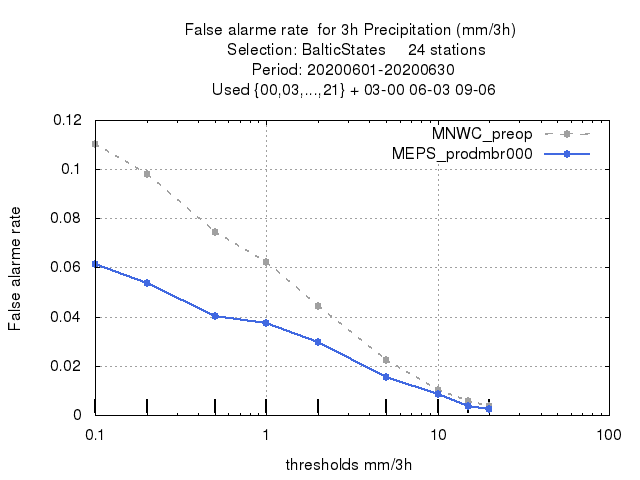 False alarme rate  for 3h Precipitation (mm/3h)
Selection: BalticStates     24 stations
Period: 20200601-20200630
Used {00,03,...,21} + 03-00 06-03 09-06
MNWC_preop
MEPS_prodmbr000
False alarme rate
0.12
0.1
0.08
0.06
0.04
0.02
0
0.1
1
10
100
thresholds mm/3h